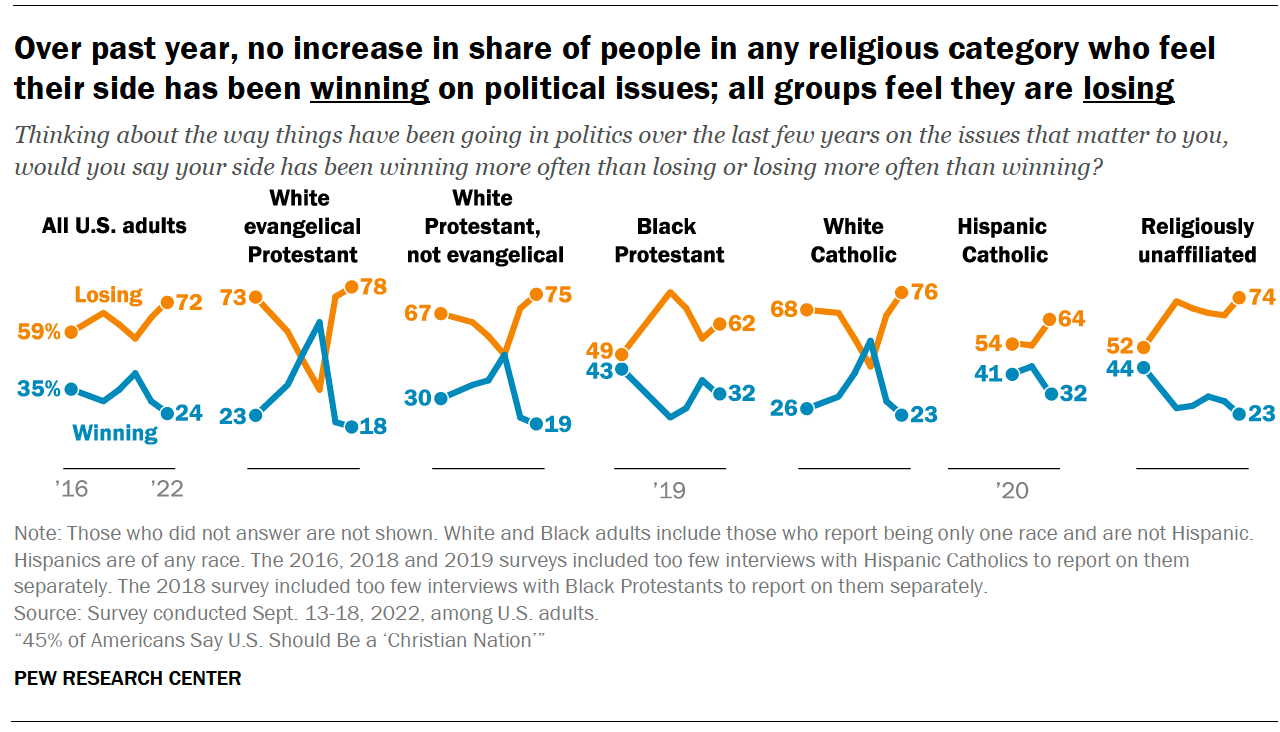 Over past year, no increase in share of people in any religious category who feel
their side has been winning on political issues; all groups feel they are losing
Thinking about the way things have been going in politics over the last few years on the issues that matter to you,
would you say your side has been winning more often than losing or losing more often than winning?
All U.S. adults
Losing
59%
72
35%
24
Winning
’16
’22
White
evangelical
Protestant
73
78
23
18
White
Protestant,
not evangelical
67
75
30
19
Black
Protestant
49
62
43
32
’19
White
Catholic
68
76
26
23
Hispanic
Catholic
54
64
41
32
’20
Religiously
unaffiliated
52
74
44
23
Note: Those who did not answer are not shown. White and Black adults include those who report being only one race and are not Hispanic.
Hispanics are of any race. The 2016, 2018 and 2019 surveys included too few interviews with Hispanic Catholics to report on them
separately. The 2018 survey included too few interviews with Black Protestants to report on them separately.
Source: Survey conducted Sept. 13-18, 2022, among U.S. adults.
“45% of Americans Say U.S. Should Be a ‘Christian Nation’”
PEW RESEARCH CENTER